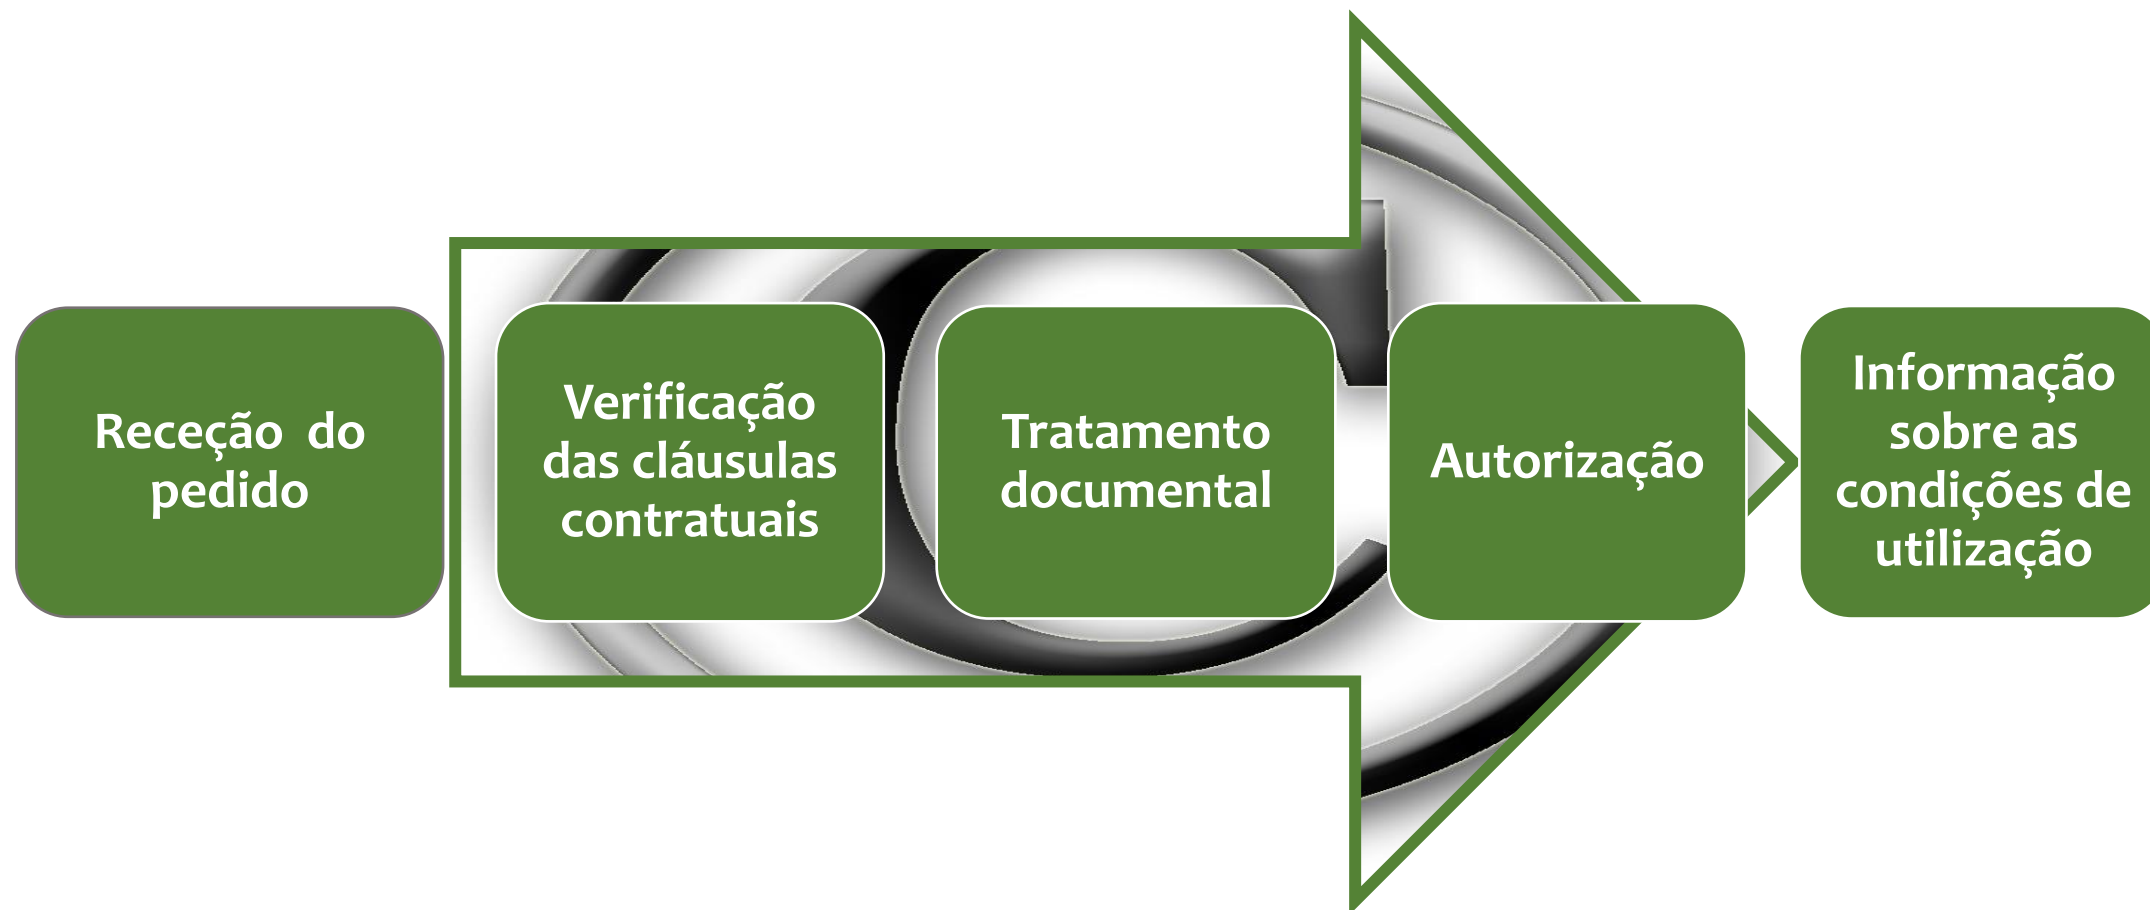 Receção do
pedido
Verificação
das cláusulas
contratuais
Tratamento
documental
Autorização
Informação
sobre as
condições de
utilização